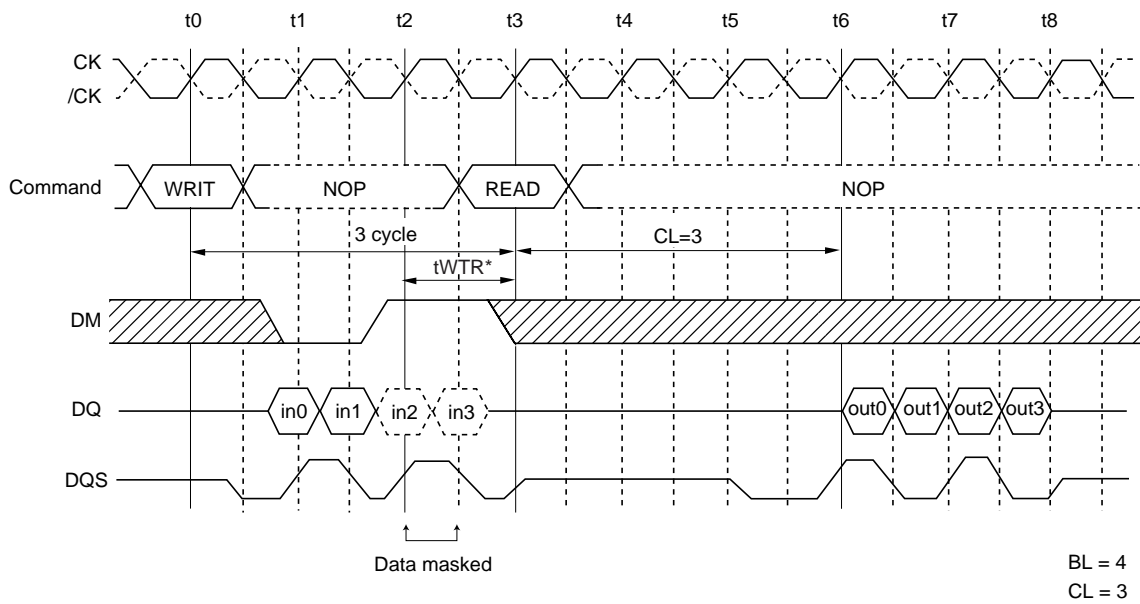 t0 t1 t2 t3 t4 t5 t6 t7 t8
CK
/CK
Command WRIT NOP READ NOP
3 cycle CL=3
tWTR*
DM
DQ in0 in1 in2 in3 out0 out1 out2 out3
DQS
Data masked
BL = 4
CL = 3